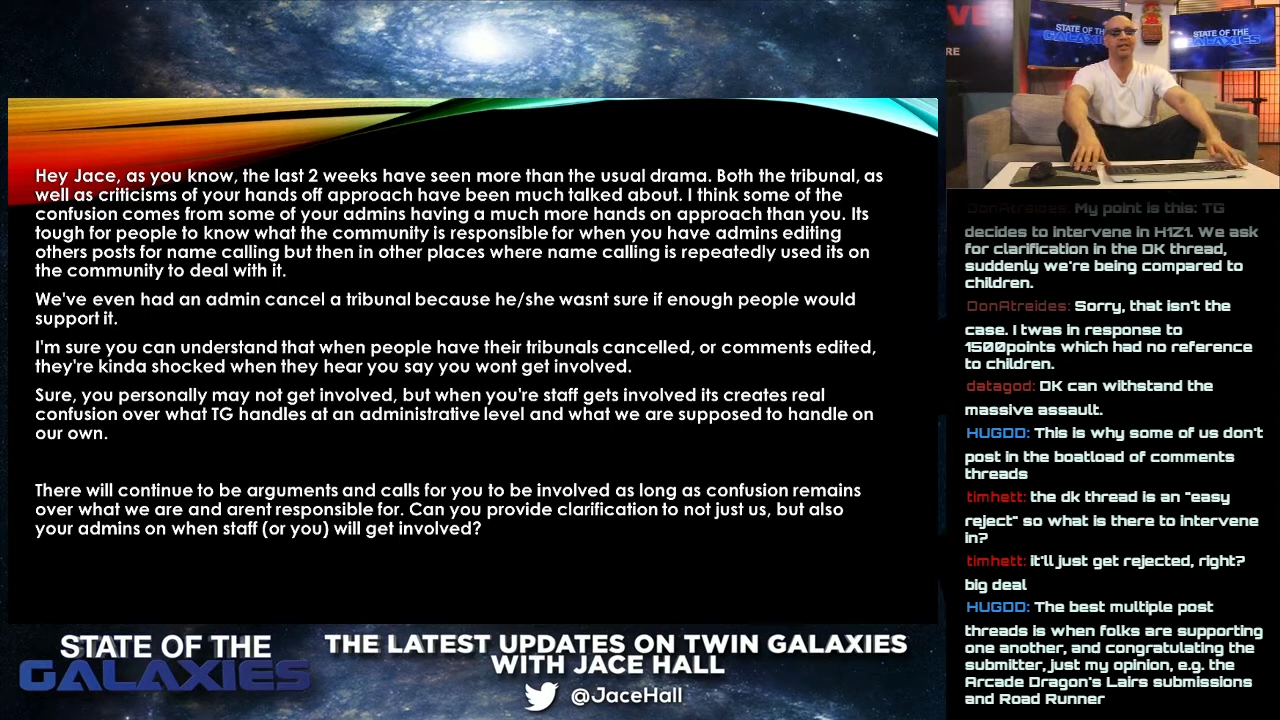 Hey Jace, as you know, the last 2 weeks have seen more than the usual drama. Both the tribunal, as
well as criticisms of your hands off approach have been much talked about. I think some of the
confusion comes from some of your admins having a much more hands on approach than you. Its
tough for people to know what the community is responsible for when you have admins editing
others posts for name calling but then in other places where name calling is repeatedly used its on
the community to deal with it.
We've even had an admin cancel a tribunal because he/she wasnt sure if enough people would
support it.
I'm sure you can understand that when people have their tribunals cancelled, or comments edited,
they're kinda shocked when they hear you say you wont get involved.
Sure, you personally may not get involved, but when you're staff gets involved its creates real
confusion over what TG handles at an administrative level and what we are supposed to handle on
our own.
There will continue to be arguments and calls for you to be involved as long as confusion remains
over what we are and arent responsible for. Can you provide clarification to not just us, but also
your admins on when staff (or you) will get involved?
STATE OF THE
GALAXIES
THE LATEST UPDATES ON TWIN GALAXIES
WITH JACE HALL
@JaceHall
VE
RE
STATE OF THE
GALAXIES
STATE OF THE
GALAXIES
DonAtreides: My point is this: TG
decides to intervene in H1Z1. We ask
for clarification in the DK thread,
suddenly we're being compared to
children.
DonAtreides: Sorry, that isn't the
case. I twas in response to
1500points which had no reference
to children.
datagod: DK can withstand the
massive assault.
HUGDD: This is why some of us don't
post in the boatload of comments
threads
timhett: the dk thread is an "easy
reject" so what is there to intervene
in?
timhett: it'll just get rejected, right?
big deal
HUGDD: The best multiple post
threads is when folks are supporting
one another, and congratulating the
submitter, just my opinion, e.g. the
Arcade Dragon's Lairs submissions
and Road Runner